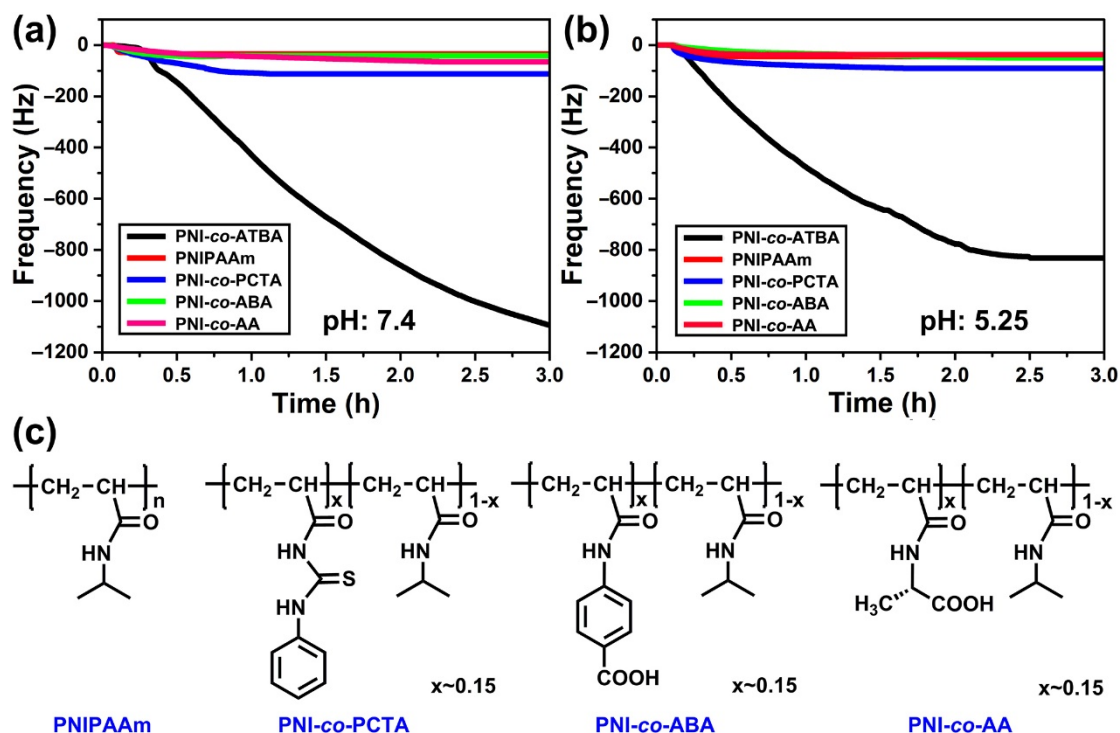 (a)
Frequency (Hz)
0
−200
−400
−600
−800
−1000
−1200
PNI-co-ATBA
PNIPAAm
PNI-co-PCTA
PNI-co-ABA
PNI-co-AA
pH: 7.4
0.0 0.5 1.0 1.5 2.0 2.5 3.0
Time (h)
(b)
Frequency (Hz)
0
−200
−400
−600
−800
−1000
−1200
PNI-co-ATBA
PNIPAAm
PNI-co-PCTA
PNI-co-ABA
PNI-co-AA
pH: 5.25
0.0 0.5 1.0 1.5 2.0 2.5 3.0
Time (h)
(c)
CH₂–CH n
O
HN
PNIPAAm
CH₂–CH x CH₂–CH 1-x
O O
HN HN
S
HN
x~0.15
PNI-co-PCTA
CH₂–CH x CH₂–CH 1-x
O O
HN HN
COOH
x~0.15
PNI-co-ABA
CH₂–CH x CH₂–CH 1-x
O O
HN HN
H₃C COOH
x~0.15
PNI-co-AA